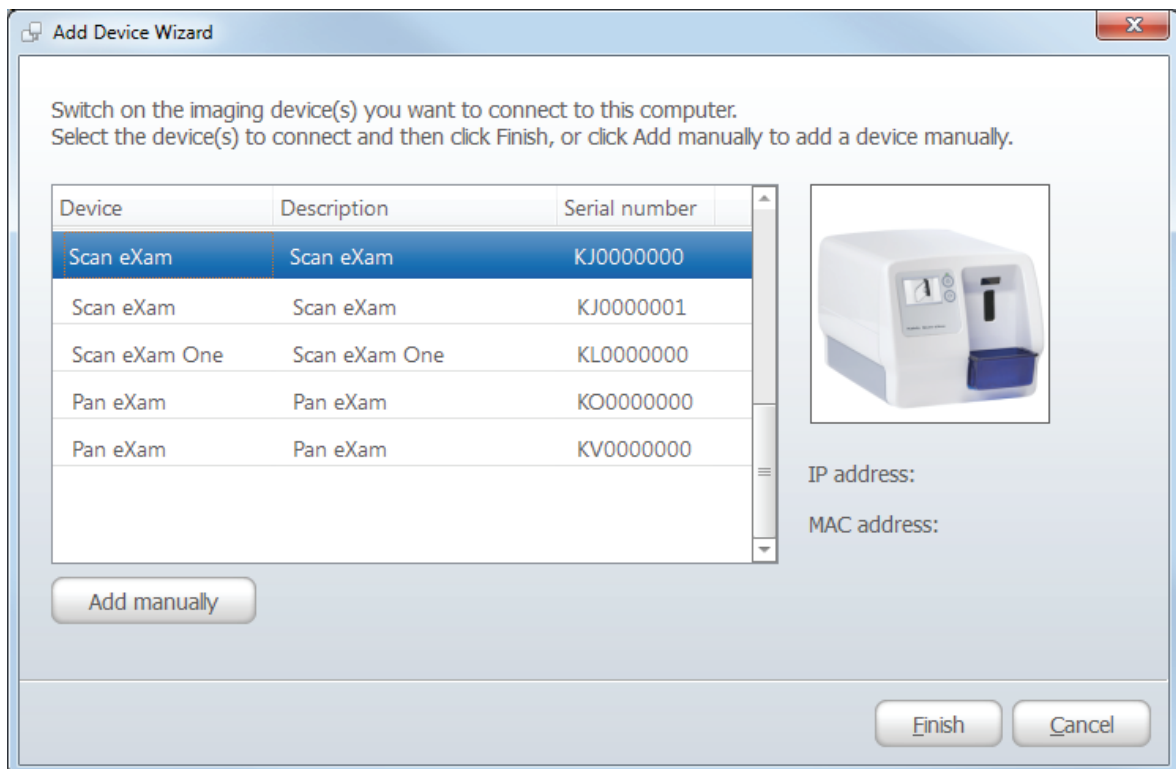 Add Device Wizard
Switch on the imaging device(s) you want to connect to this computer.
Select the device(s) to connect and then click Finish, or click Add manually to add a device manually.
Device Description Serial number
Scan eXam Scan eXam KJ0000000
Scan eXam Scan eXam KJ0000001
Scan eXam One Scan eXam One KL0000000
Pan eXam Pan eXam KO0000000
Pan eXam Pan eXam KV0000000
IP address:
MAC address:
Add manually
Finish Cancel